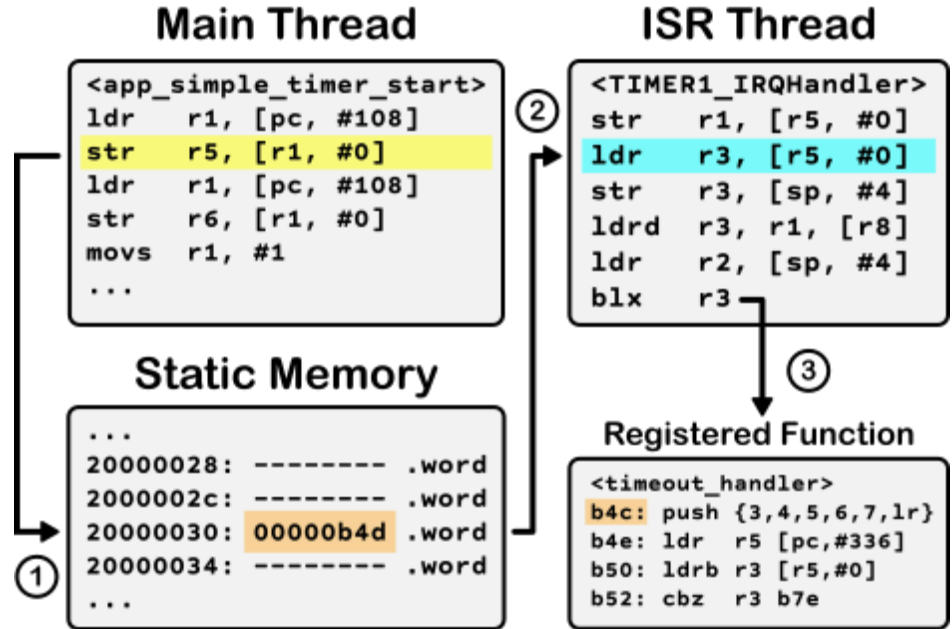 Main Thread
<app_simple_timer_start>
ldr r1, [pc, #108]
str r5, [r1, #0]
ldr r1, [pc, #108]
str r6, [r1, #0]
movs r1, #1
...
ISR Thread
<TIMER1_IRQHandler>
str r1, [r5, #0]
ldr r3, [r5, #0]
str r3, [sp, #4]
ldrd r3, r1, [r8]
ldr r2, [sp, #4]
blx r3
2
3
Static Memory
...
20000028: -------- .word
2000002c: -------- .word
20000030: 00000b4d .word
20000034: -------- .word
...
1
Registered Function
<timeout_handler>
b4c: push {3,4,5,6,7,lr}
b4e: ldr r5 [pc,#336]
b50: ldrb r3 [r5,#0]
b52: cbz r3 b7e